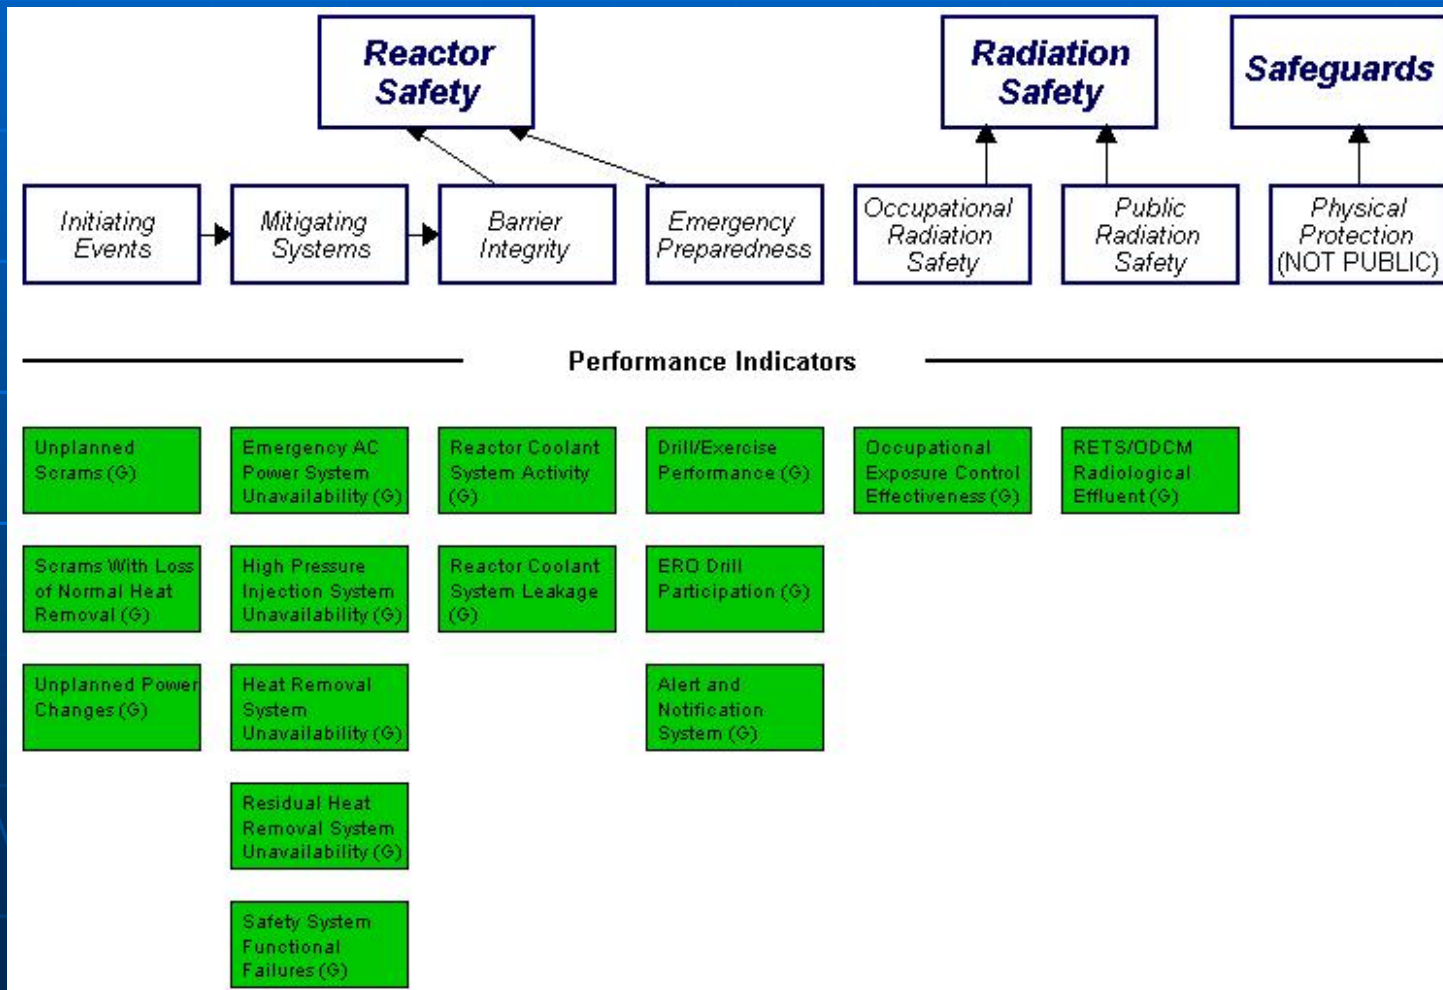 Reactor
Safety
Radiation
Safety
Safeguards
Initiating
Events
Mitigating
Systems
Barrier
Integrity
Emergency
Preparedness
Occupational
Radiation
Safety
Public
Radiation
Safety
Physical
Protection
(NOT PUBLIC)
Performance Indicators
Unplanned
Scrams (G)
Emergency AC
Power System
Unavailability (G)
Reactor Coolant
System Activity
(G)
Drill/Exercise
Performance (G)
Occupational
Exposure Control
Effectiveness (G)
RETS/ODCM
Radiological
Effluent (G)
Scrams With Loss
of Normal Heat
Removal (G)
High Pressure
Injection System
Unavailability (G)
Reactor Coolant
System Leakage
(G)
ERO Drill
Participation (G)
Unplanned Power
Changes (G)
Heat Removal
System
Unavailability (G)
Alert and
Notification
System (G)
Residual Heat
Removal System
Unavailability (G)
Safety System
Functional
Failures (G)